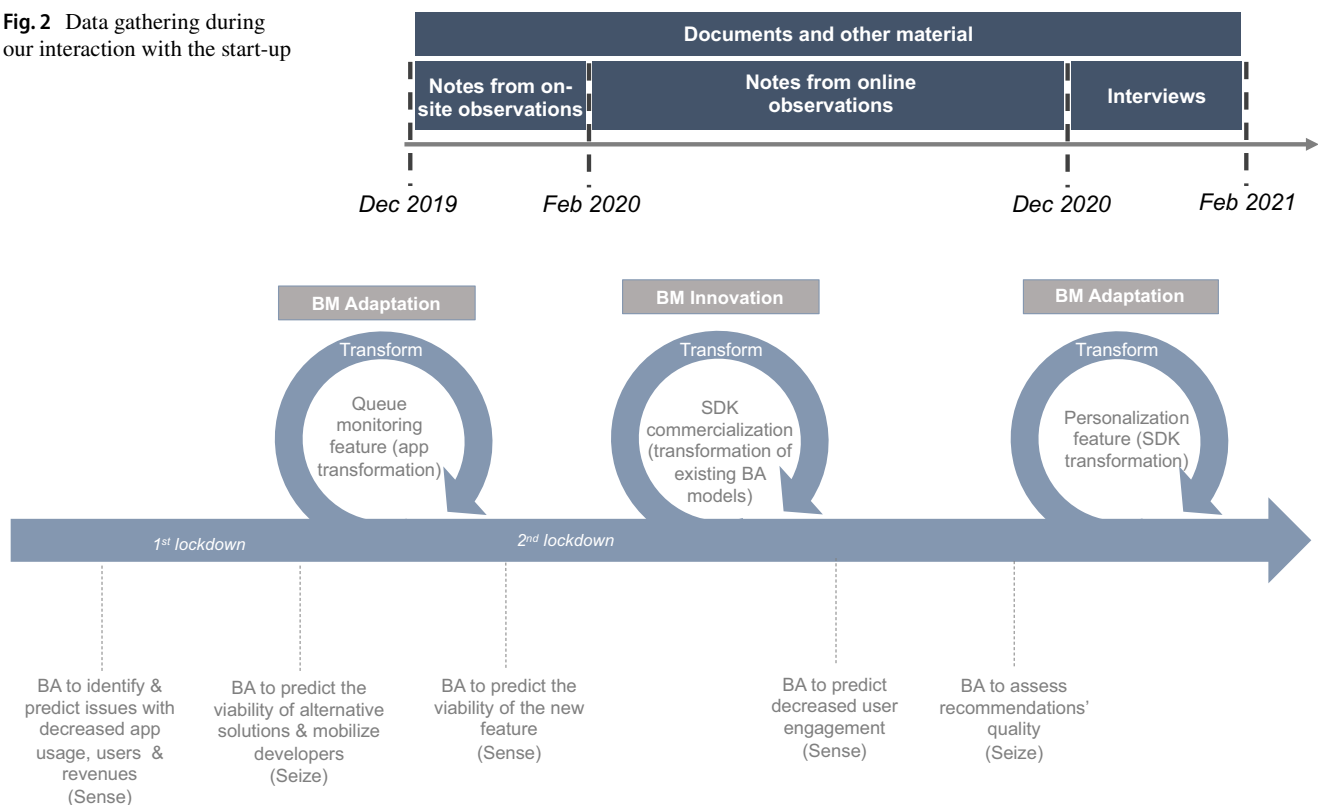 Fig. 2 Data gathering during
our interaction with the start-up
Documents and other material
Notes from on-
site observations
Notes from online
observations
Interviews
Dec 2019
Feb 2020
Dec 2020
Feb 2021
BM Adaptation
Transform
Queue
monitoring
feature (app
transformation)
BM Innovation
Transform
SDK
commercialization
(transformation of
existing BA
models)
BM Adaptation
Transform
Personalization
feature (SDK
transformation)
1st lockdown
2nd lockdown
BA to identify &
predict issues with
decreased app
usage, users &
revenues
(Sense)
BA to predict the
viability of alternative
solutions & mobilize
developers
(Seize)
BA to predict the
viability of the new
feature
(Sense)
BA to predict
decreased user
engagement
(Sense)
BA to assess
recommendations'
quality
(Seize)